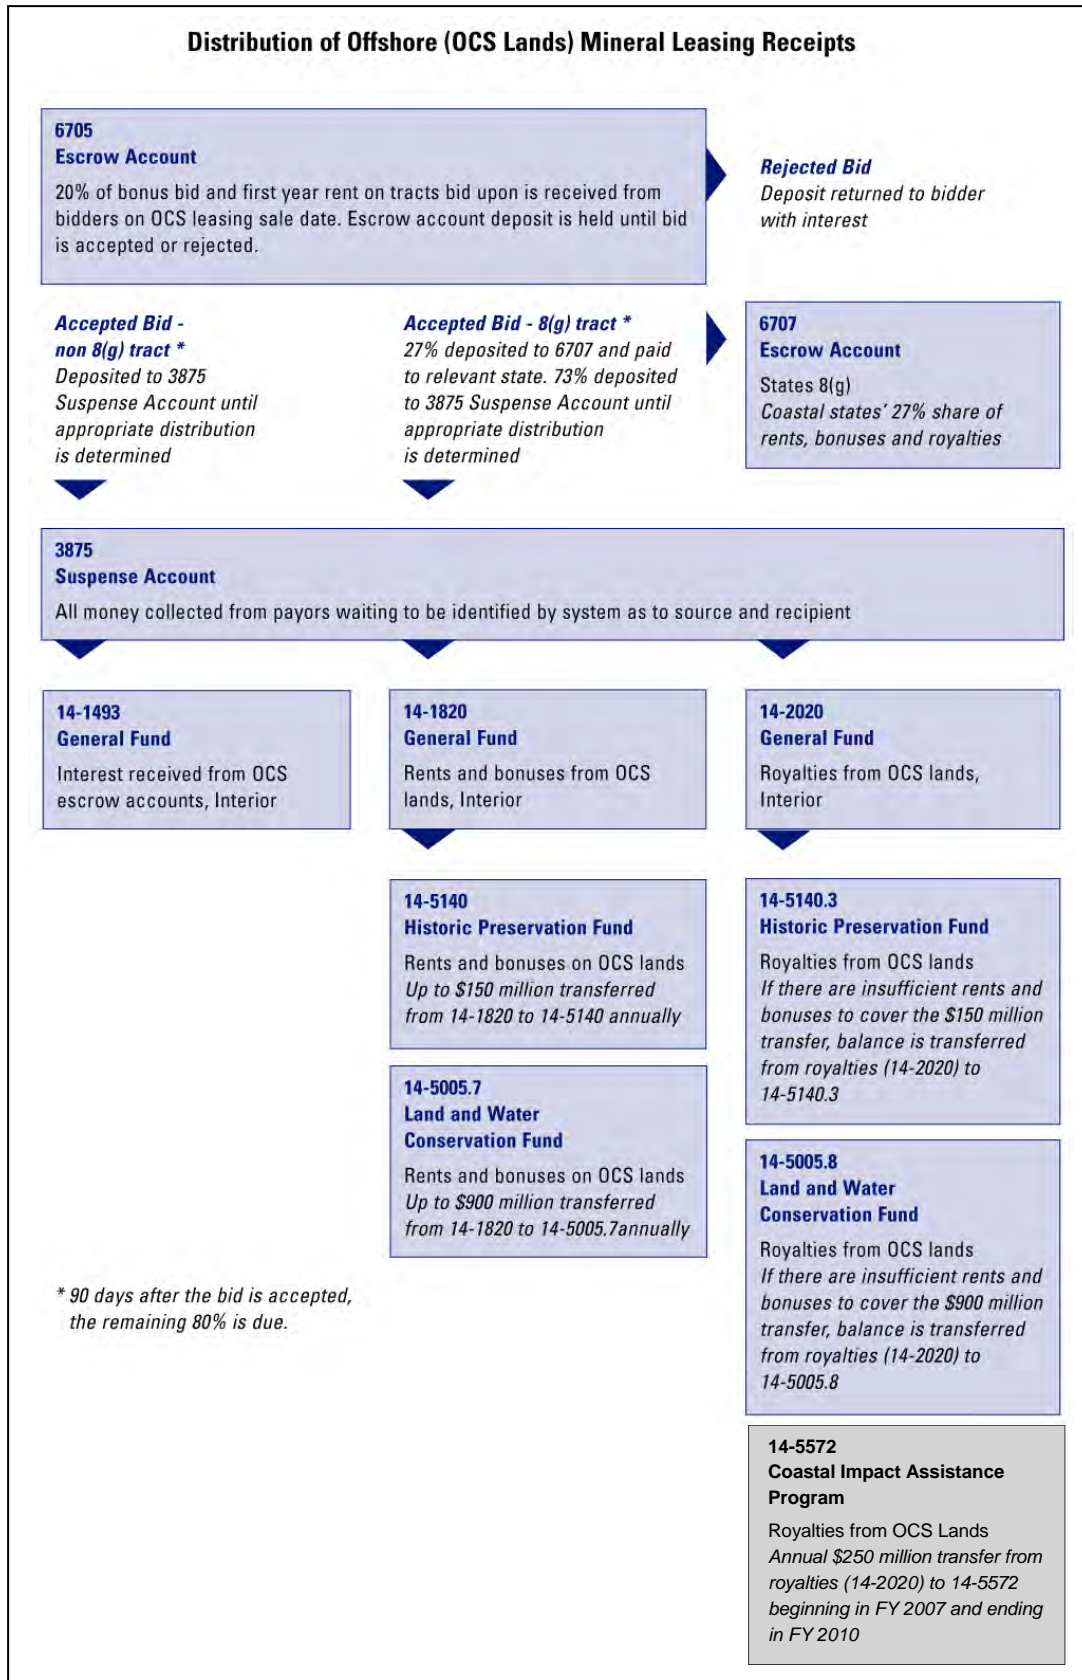 Distribution of Offshore (OCS Lands) Mineral Leasing Receipts
6705
Escrow Account
20% of bonus bid and first year rent on tracts bid upon is received from
bidders on OCS leasing sale date. Escrow account deposit is held until bid
is accepted or rejected.
Rejected Bid
Deposit returned to bidder
with interest
Accepted Bid -
non 8(g) tract *
Deposited to 3875
Suspense Account until
appropriate distribution
is determined
Accepted Bid - 8(g) tract *
27% deposited to 6707 and paid
to relevant state. 73% deposited
to 3875 Suspense Account until
appropriate distribution
is determined
6707
Escrow Account
States 8(g)
Coastal states’ 27% share of
rents, bonuses and royalties
3875
Suspense Account
All money collected from payors waiting to be identified by system as to source and recipient
14-1493
General Fund
Interest received from OCS
escrow accounts, Interior
14-1820
General Fund
Rents and bonuses from OCS
lands, Interior
14-2020
General Fund
Royalties from OCS lands,
Interior
14-5140
Historic Preservation Fund
Rents and bonuses on OCS lands
Up to $150 million transferred
from 14-1820 to 14-5140 annually
14-5140.3
Historic Preservation Fund
Royalties from OCS lands
If there are insufficient rents and
bonuses to cover the $150 million
transfer, balance is transferred
from royalties (14-2020) to
14-5140.3
14-5005.7
Land and Water
Conservation Fund
Rents and bonuses on OCS lands
Up to $900 million transferred
from 14-1820 to 14-5005.7annually
14-5005.8
Land and Water
Conservation Fund
Royalties from OCS lands
If there are insufficient rents and
bonuses to cover the $900 million
transfer, balance is transferred
from royalties (14-2020) to
14-5005.8
* 90 days after the bid is accepted,
the remaining 80% is due.
14-5572
Coastal Impact Assistance
Program
Royalties from OCS Lands
Annual $250 million transfer from
royalties (14-2020) to 14-5572
beginning in FY 2007 and ending
in FY 2010